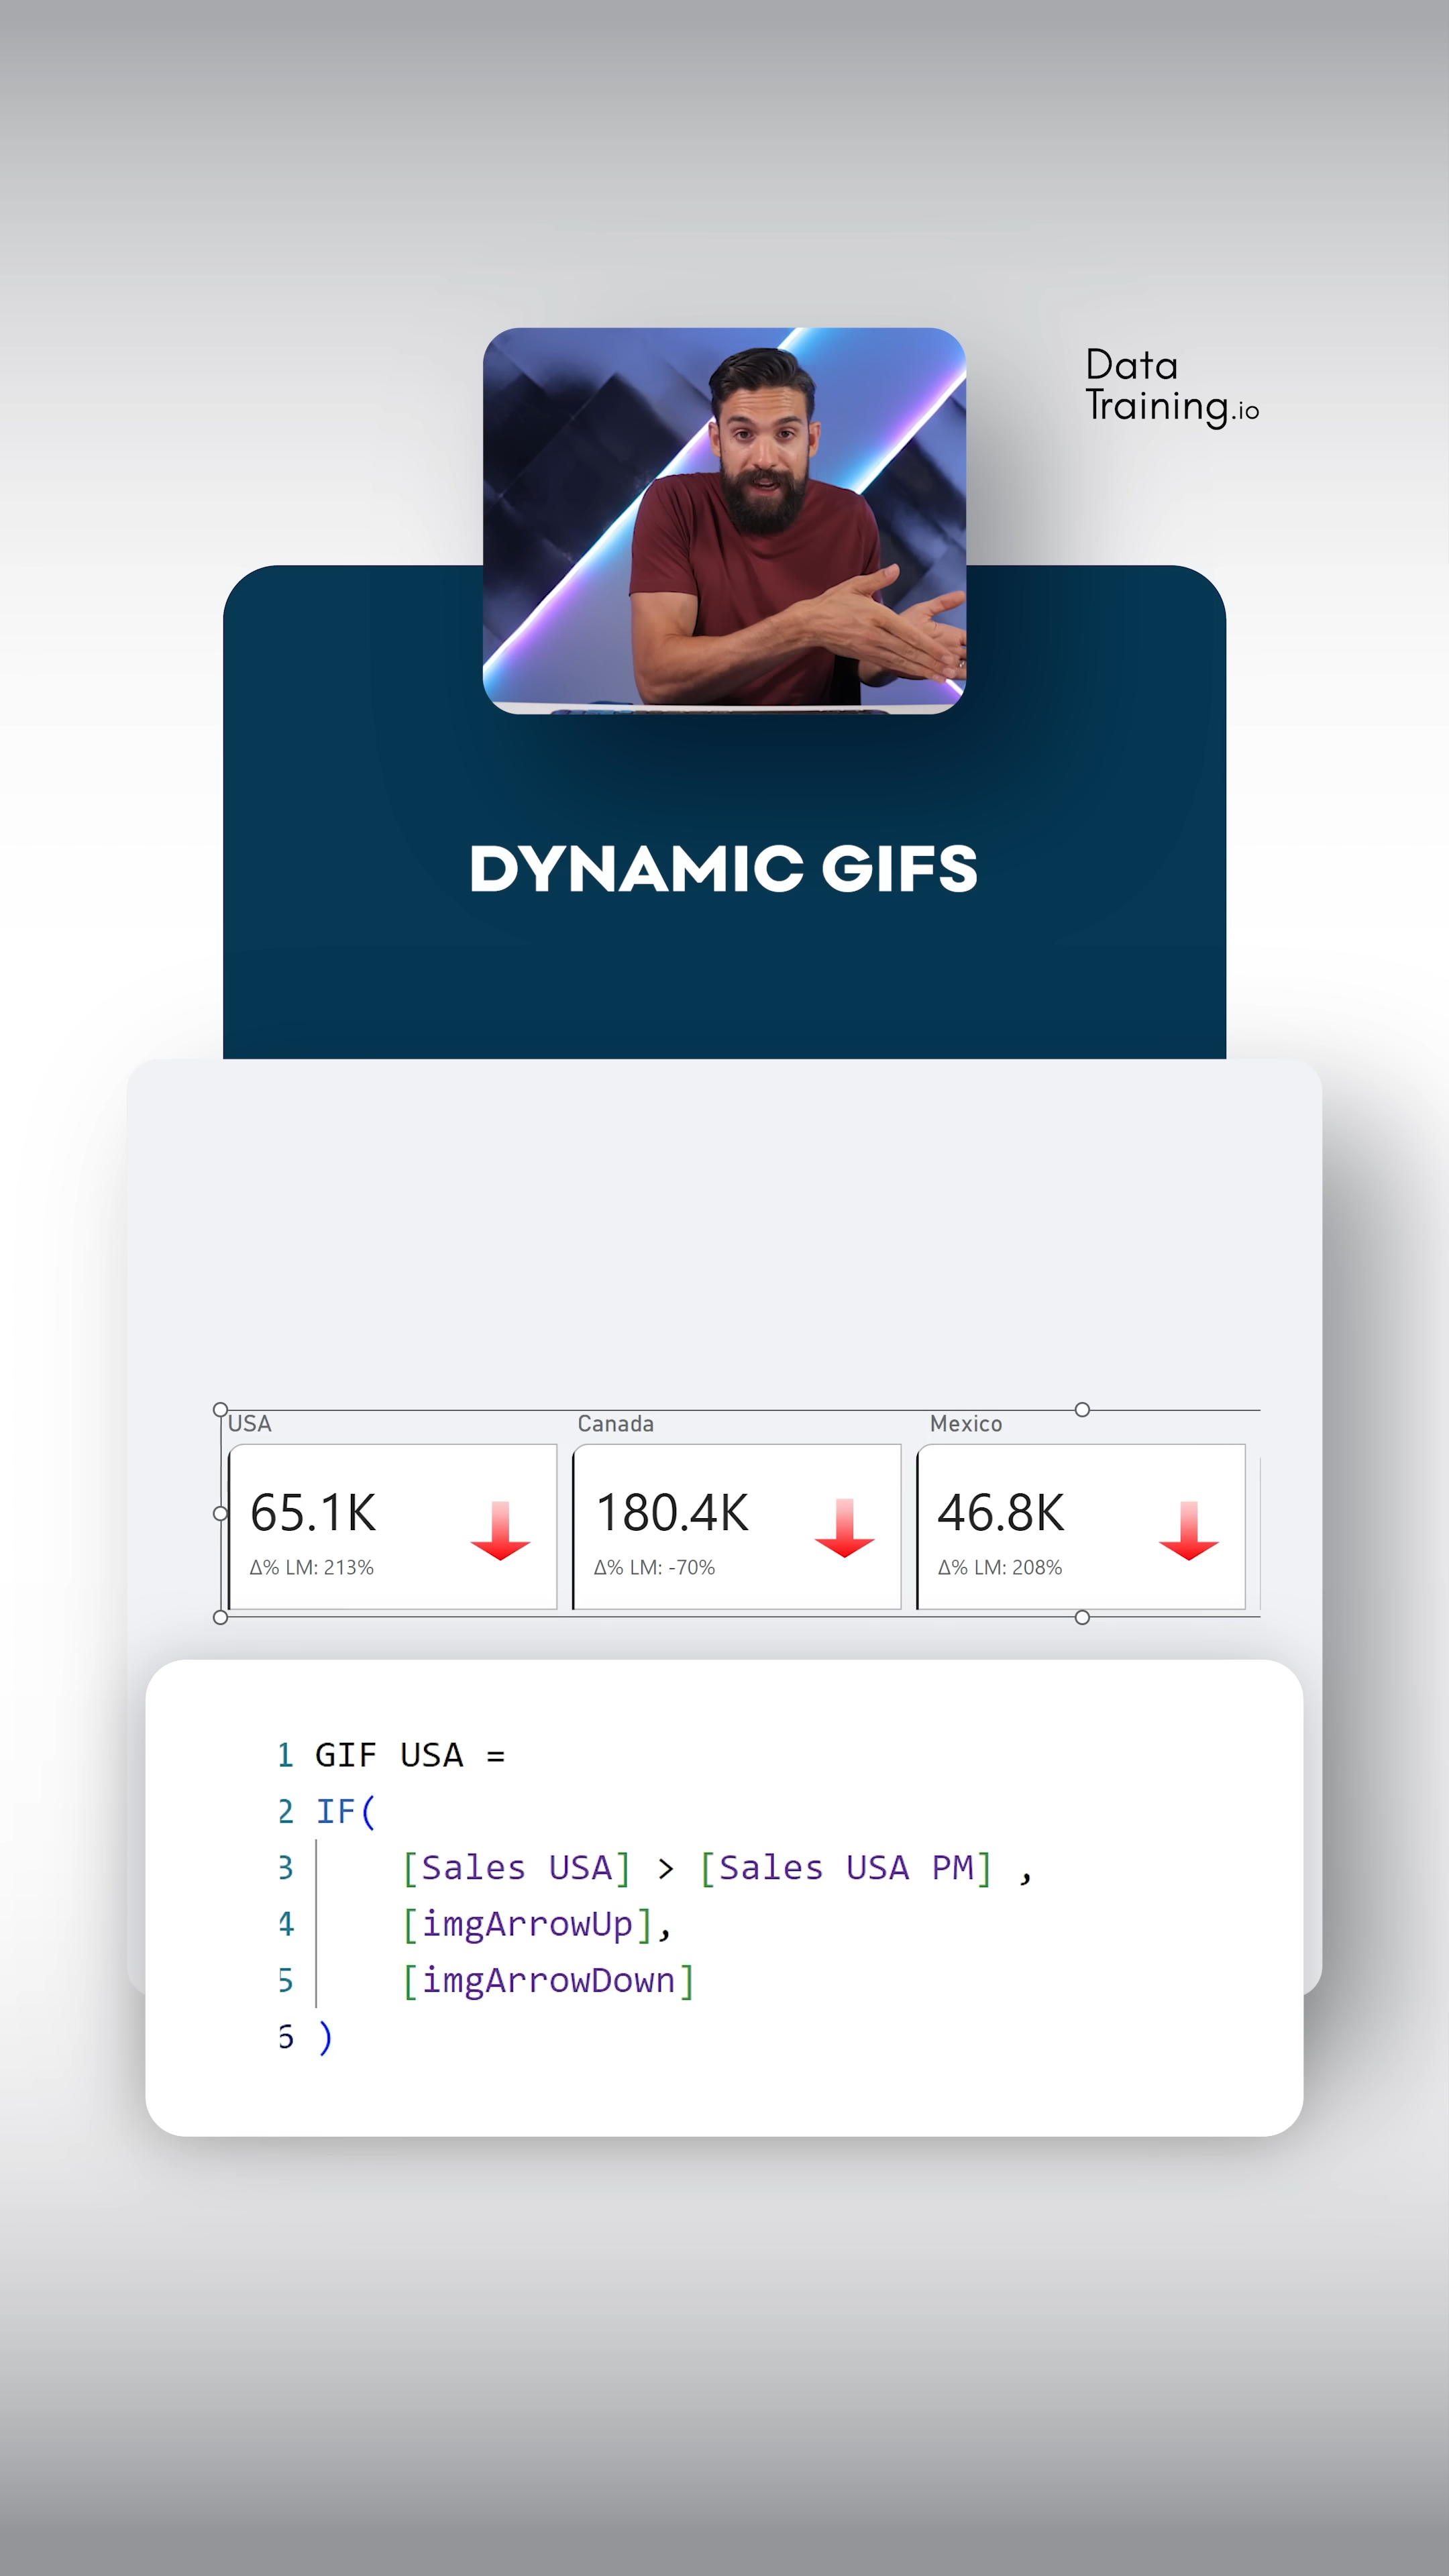 Data
Training.io
DYNAMIC GIFS
USA
Canada
Mexico
65.1K
180.4K
46.8K
Δ% LM: 213%
Δ% LM: -70%
Δ% LM: 208%
1 GIF USA =
2 IF(
3 [Sales USA] > [Sales USA PM] ,
4 [imgArrowUp],
5 [imgArrowDown]
6 )